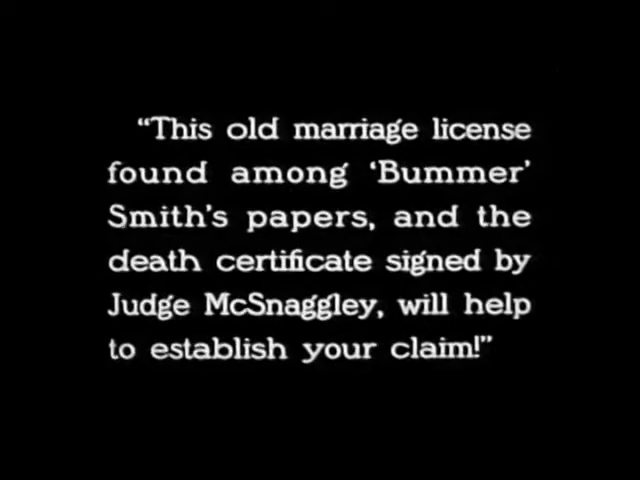 “This old marriage license
found among ‘Bummer’
Smith’s papers, and the
death certificate signed by
Judge McSnaggley, will help
to establish your claim!”